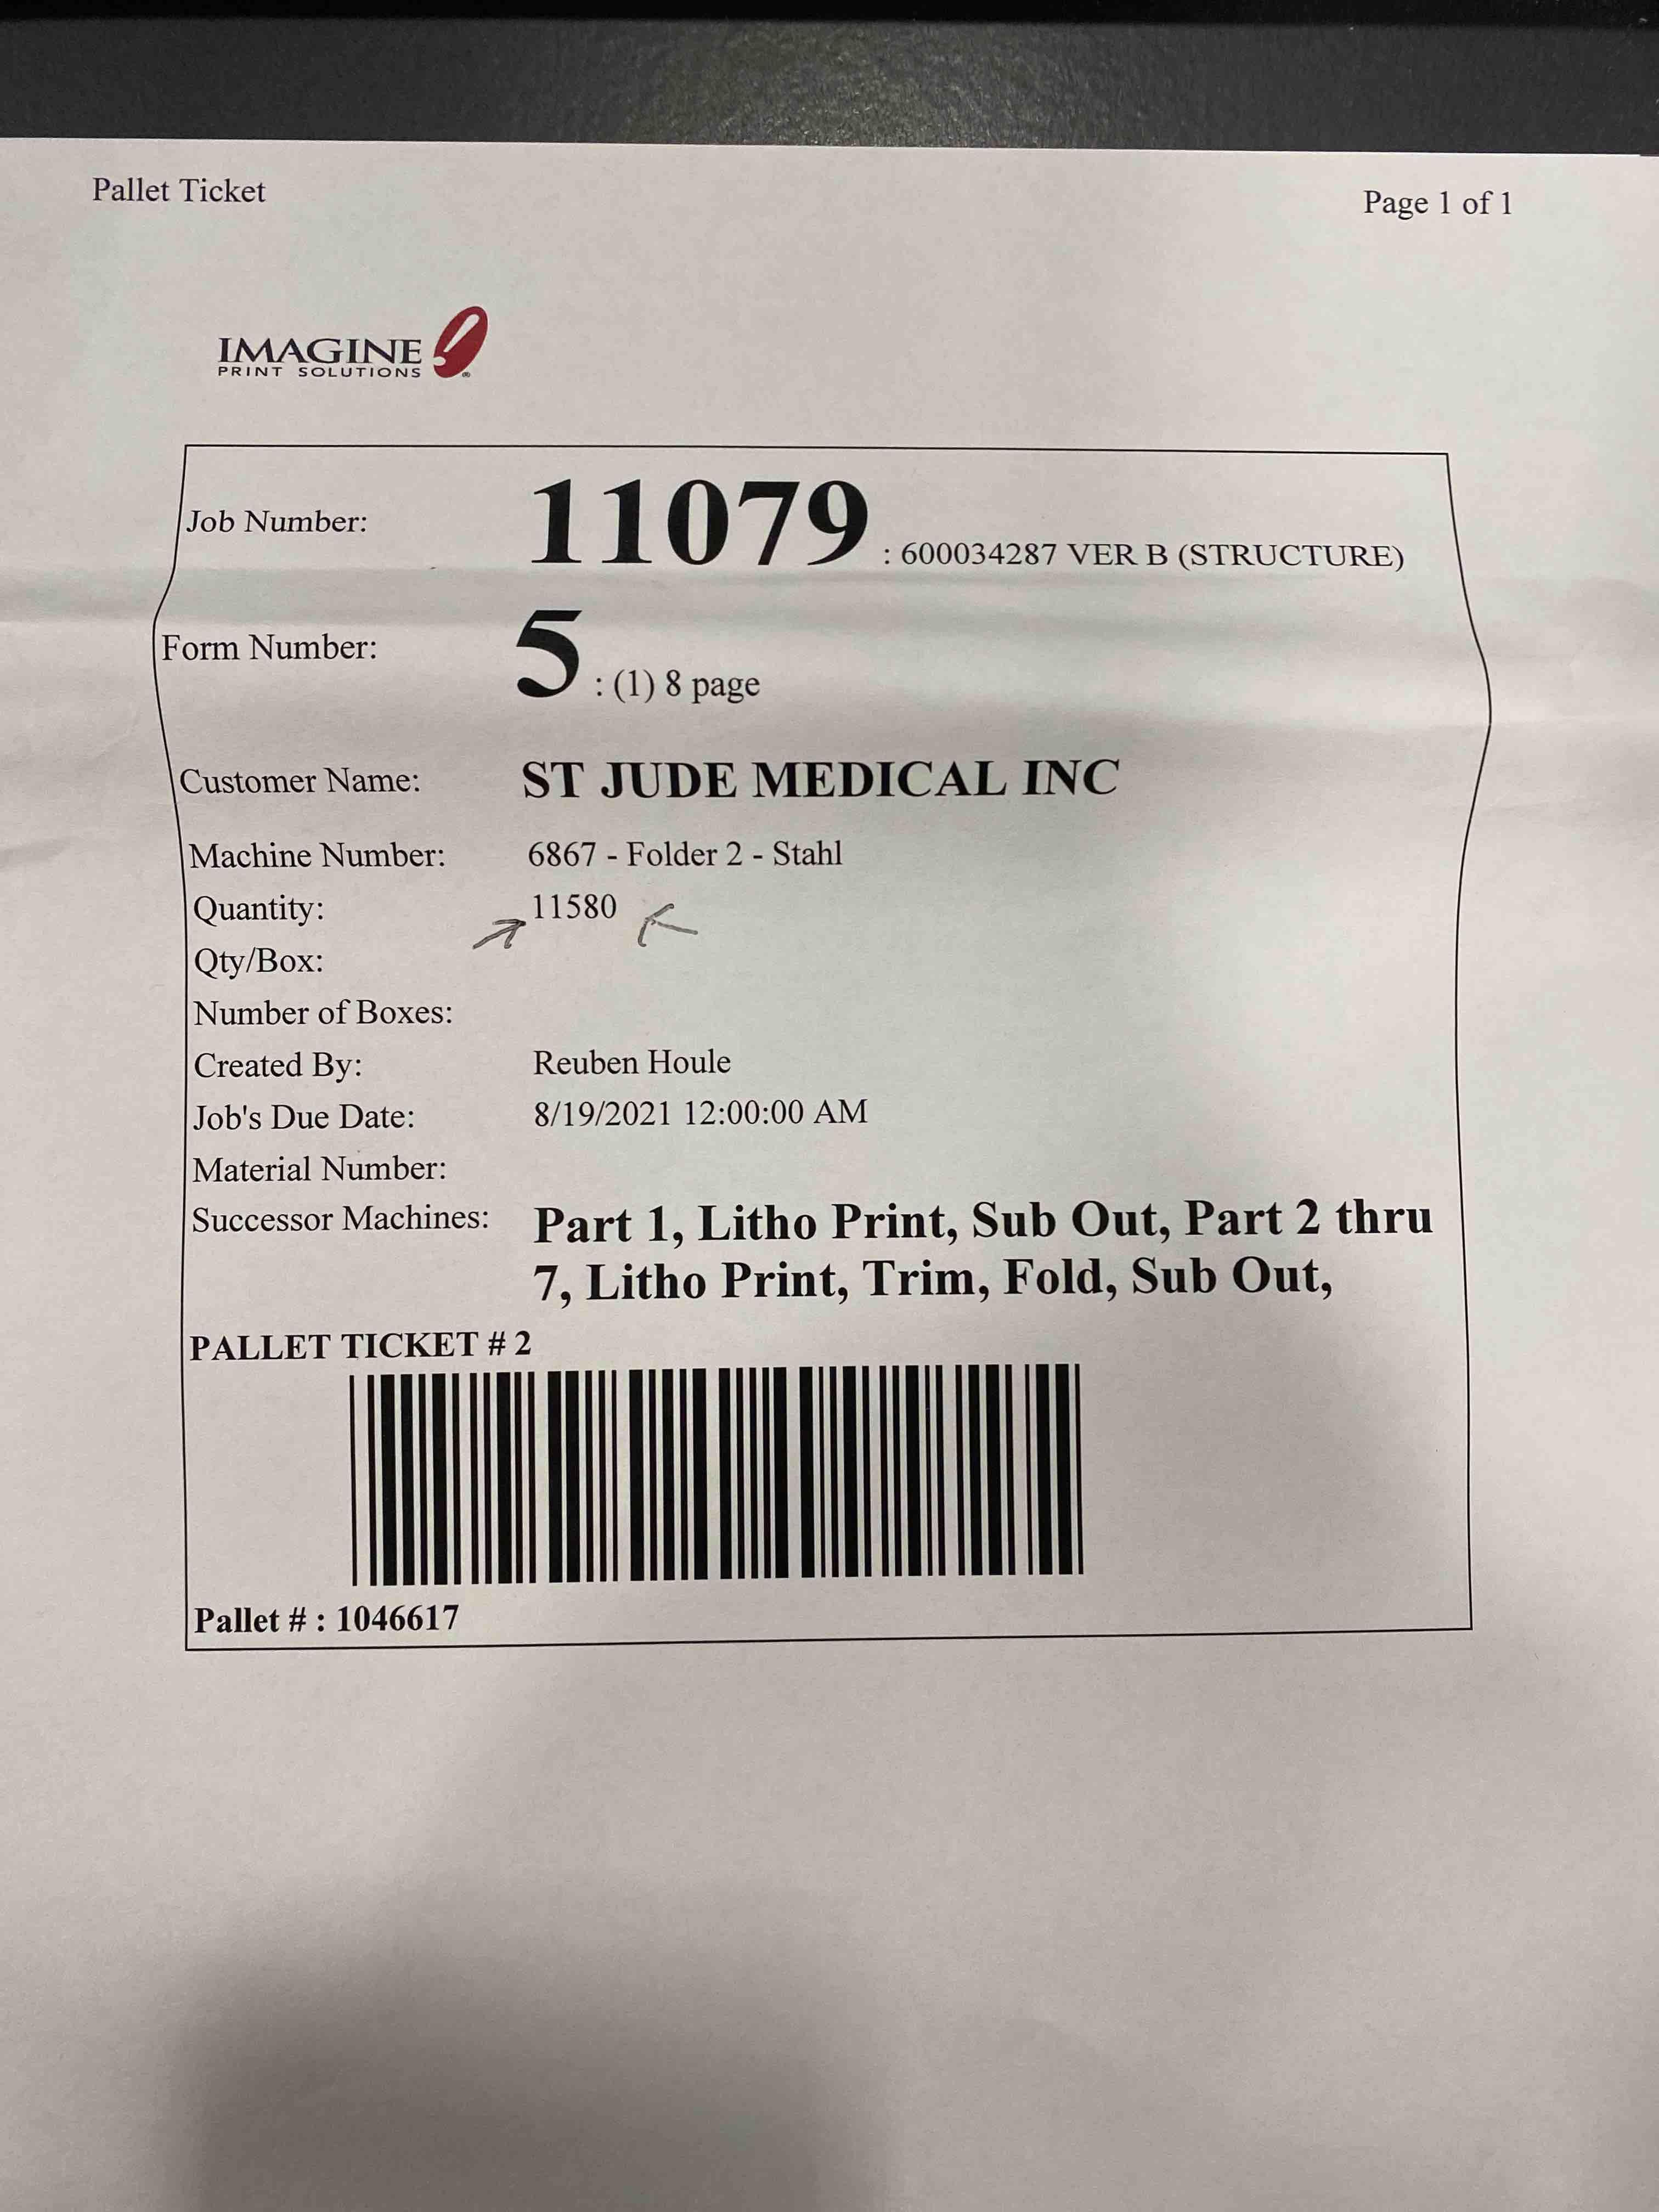 Pallet Ticket
Page 1 of 1
IMAGINE
PRINT SOLUTIONS
Job Number: 11079 : 600034287 VER B (STRUCTURE)
Form Number: 5 : (1) 8 page
Customer Name: ST JUDE MEDICAL INC
Machine Number: 6867 - Folder 2 - Stahl
Quantity: 11580
Qty/Box:
Number of Boxes:
Created By: Reuben Houle
Job's Due Date: 8/19/2021 12:00:00 AM
Material Number:
Successor Machines: Part 1, Litho Print, Sub Out, Part 2 thru
7, Litho Print, Trim, Fold, Sub Out,
PALLET TICKET # 2
Pallet # : 1046617